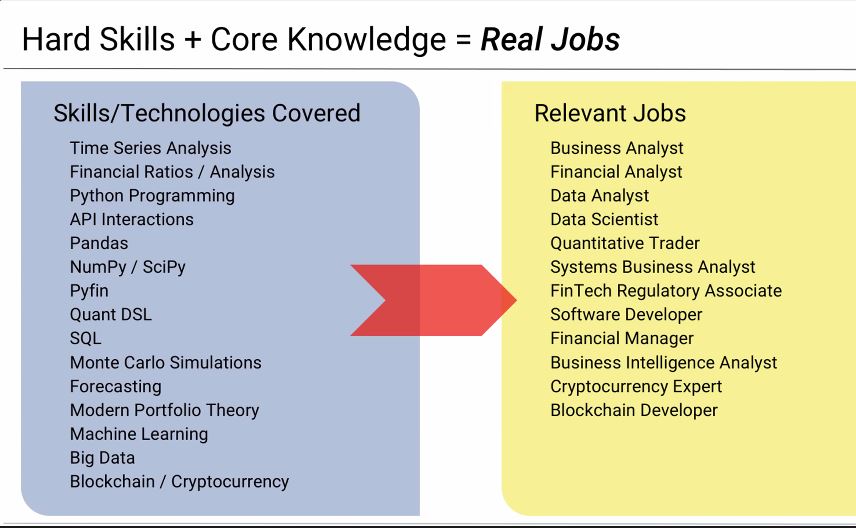 Hard Skills + Core Knowledge = Real Jobs
Skills/Technologies Covered
Time Series Analysis
Financial Ratios / Analysis
Python Programming
API Interactions
Pandas
NumPy / SciPy
Pyfin
Quant DSL
SQL
Monte Carlo Simulations
Forecasting
Modern Portfolio Theory
Machine Learning
Big Data
Blockchain / Cryptocurrency
Relevant Jobs
Business Analyst
Financial Analyst
Data Analyst
Data Scientist
Quantitative Trader
Systems Business Analyst
FinTech Regulatory Associate
Software Developer
Financial Manager
Business Intelligence Analyst
Cryptocurrency Expert
Blockchain Developer